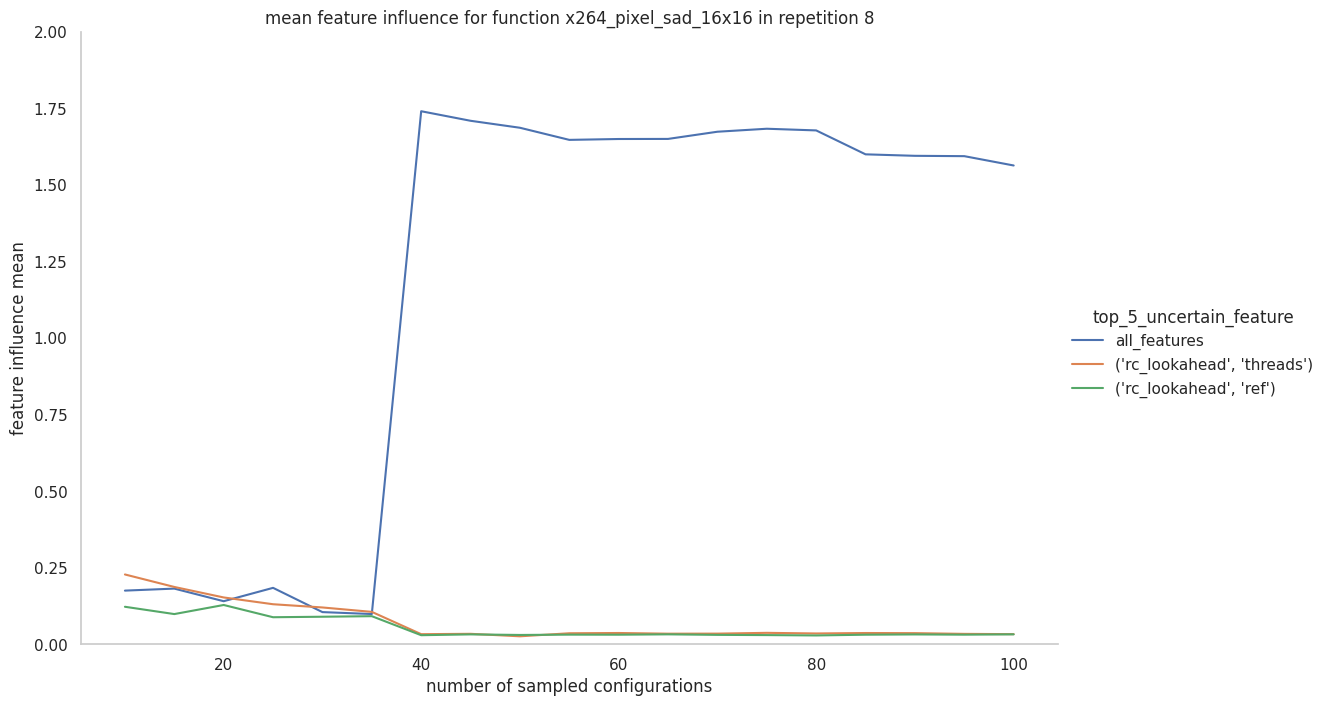 mean feature influence for function x264_pixel_sad_16x16 in repetition 8
2.00
1.75
1.50
1.25
1.00
0.75
0.50
0.25
0.00
feature influence mean
20
40
60
80
100
number of sampled configurations
top_5_uncertain_feature
all_features
('rc_lookahead', 'threads')
('rc_lookahead', 'ref')